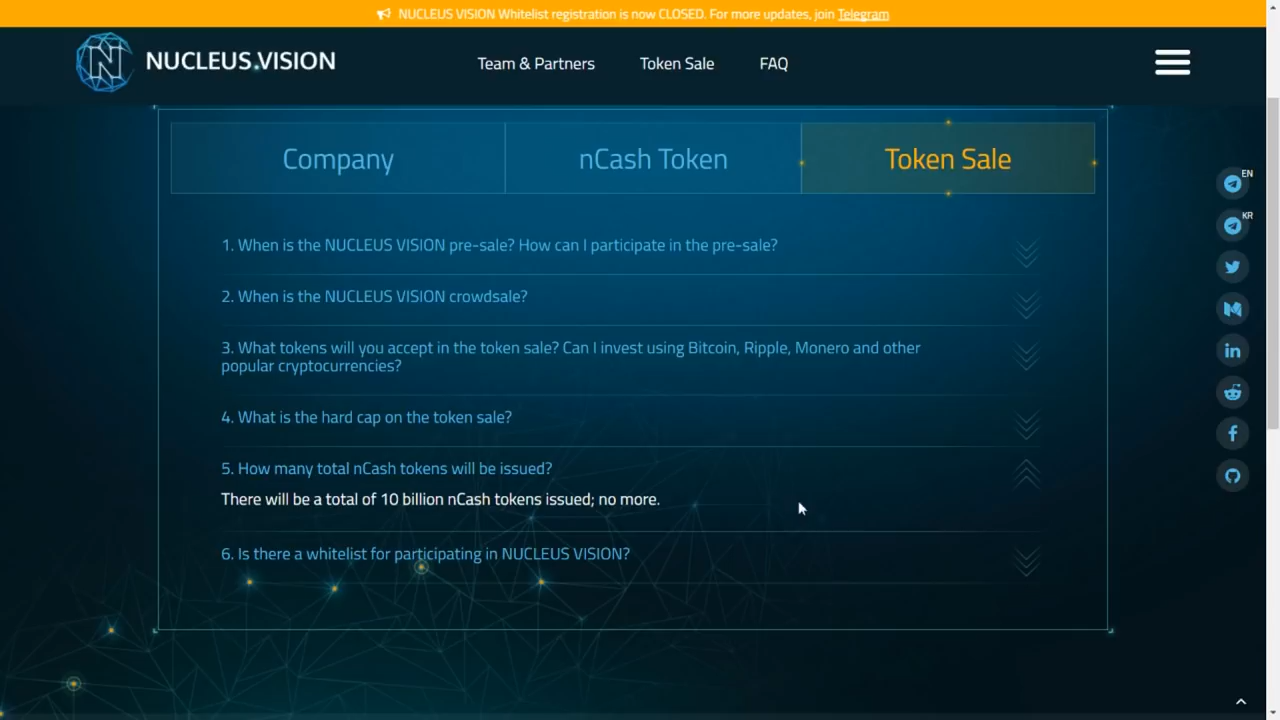 NUCLEUS VISION Whitelist registration is now CLOSED. For more updates, join Telegram
NUCLEUS.VISION
Team & Partners
Token Sale
FAQ
Company
nCash Token
Token Sale
EN
KR
1. When is the NUCLEUS VISION pre-sale? How can I participate in the pre-sale?
2. When is the NUCLEUS VISION crowdsale?
3. What tokens will you accept in the token sale? Can I invest using Bitcoin, Ripple, Monero and other
popular cryptocurrencies?
4. What is the hard cap on the token sale?
5. How many total nCash tokens will be issued?
There will be a total of 10 billion nCash tokens issued; no more.
6. Is there a whitelist for participating in NUCLEUS VISION?